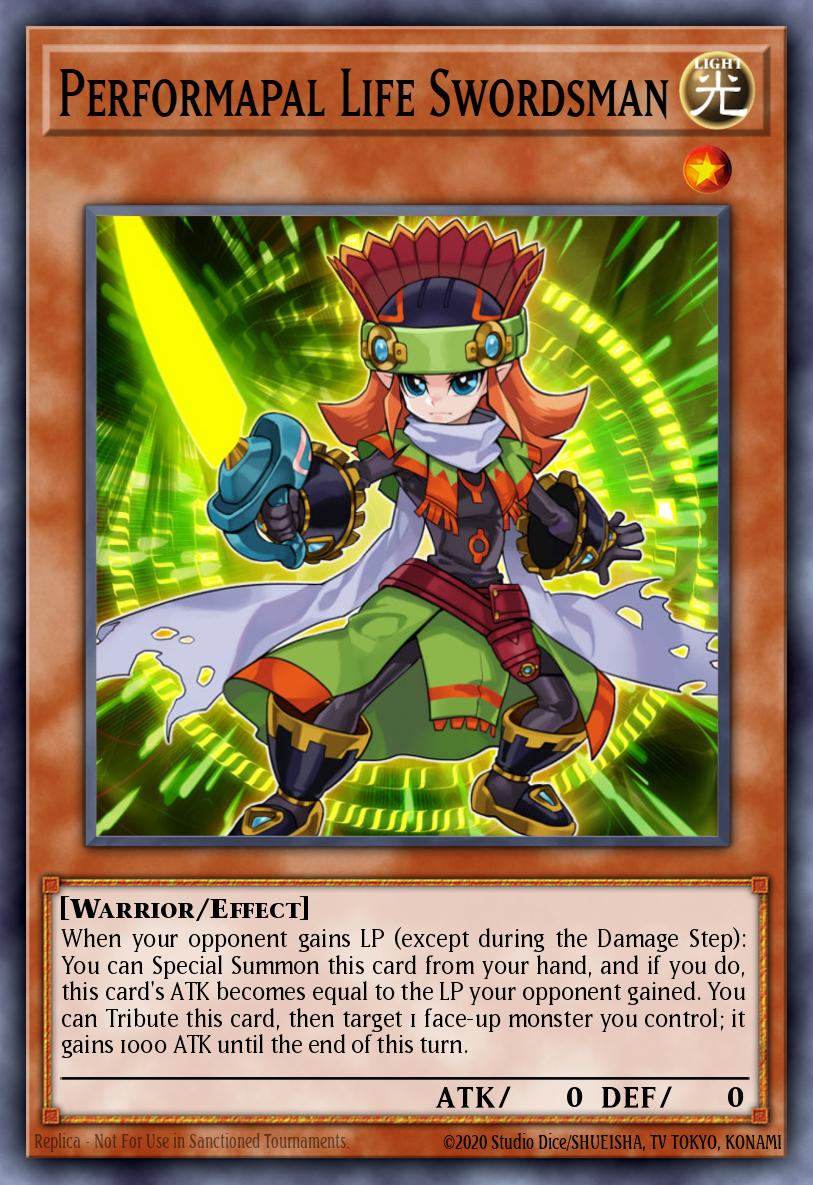 Performapal Life Swordsman
LIGHT
光
[Warrior/Effect]
When your opponent gains LP (except during the Damage Step):
You can Special Summon this card from your hand, and if you do,
this card's ATK becomes equal to the LP your opponent gained. You
can Tribute this card, then target 1 face-up monster you control; it
gains 1000 ATK until the end of this turn.
ATK/ 0 DEF/ 0
Replica - Not For Use in Sanctioned Tournaments.
©2020 Studio Dice/SHUEISHA, TV TOKYO, KONAMI